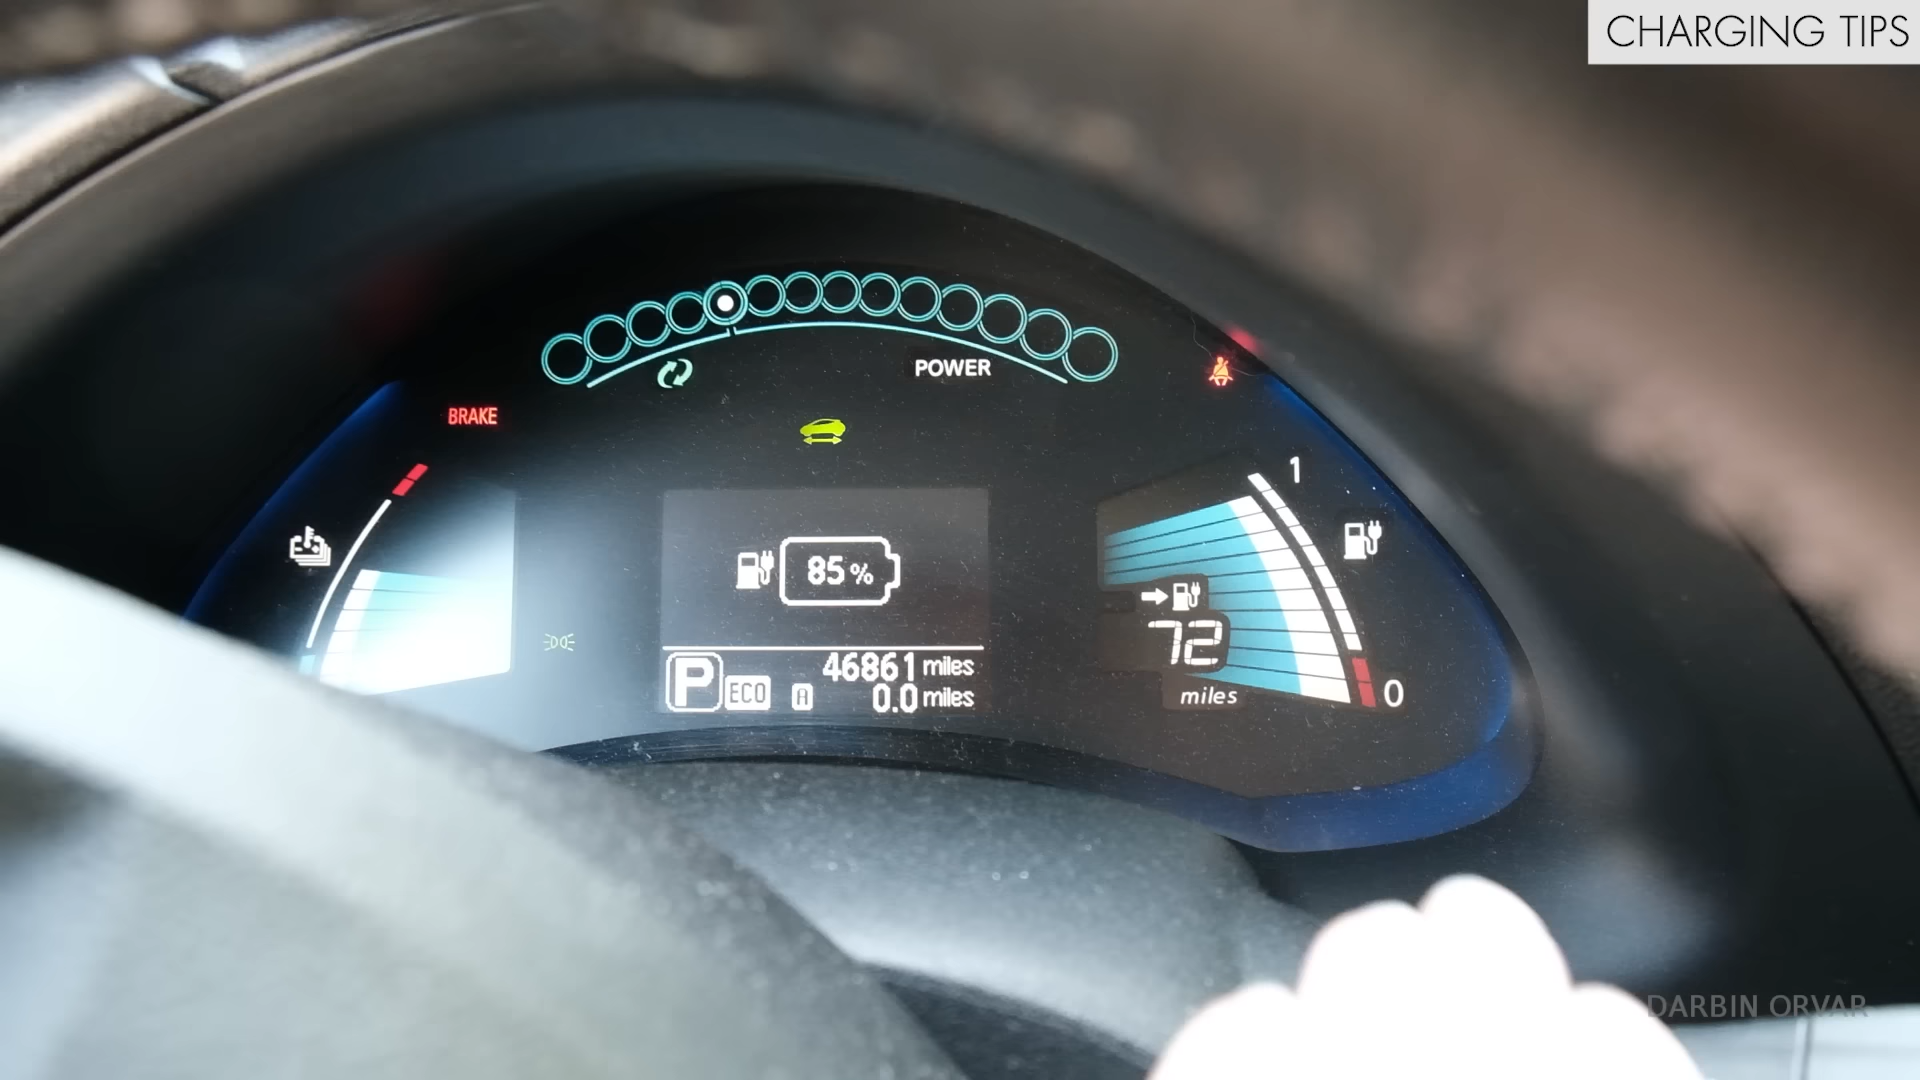 CHARGING TIPS
POWER
BRAKE
1
85%
72
miles
0
P ECO
46861 miles
A 0.0 miles
DARBIN ORVAR